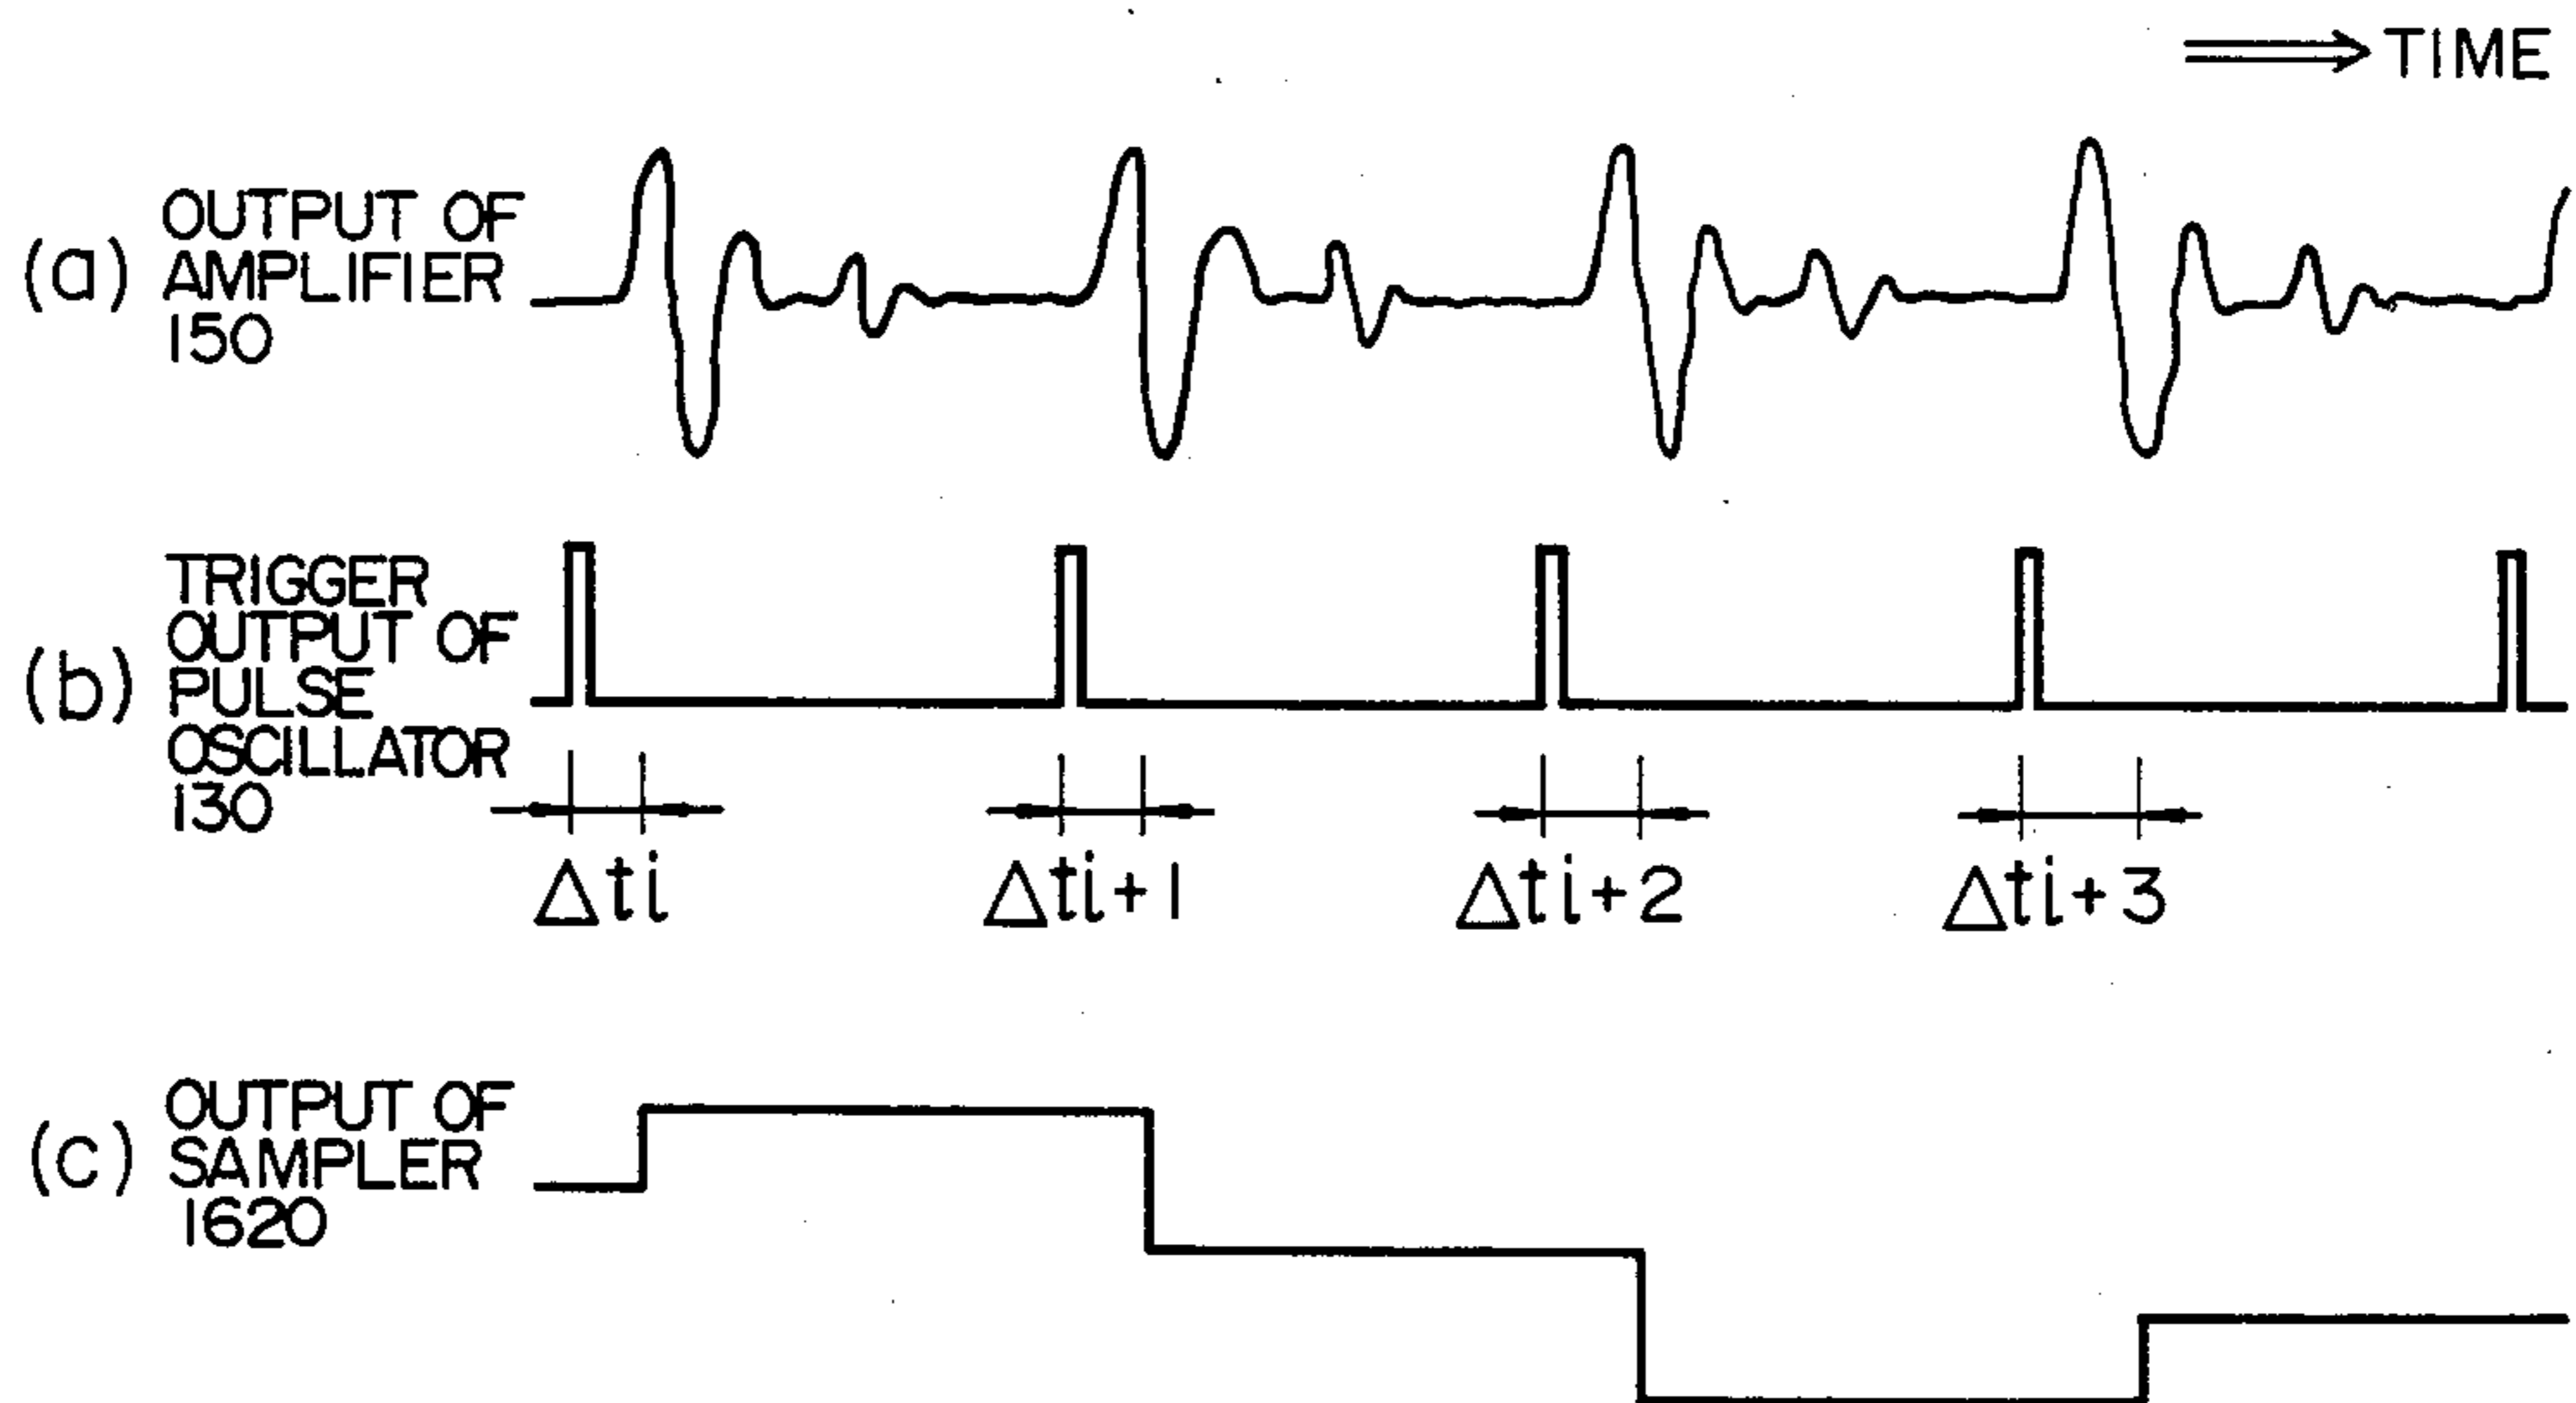 TIME
(a) OUTPUT OF
AMPLIFIER
150
(b) TRIGGER
OUTPUT OF
PULSE
OSCILLATOR
130
Δti
Δti+1
Δti+2
Δti+3
(c) OUTPUT OF
SAMPLER
1620